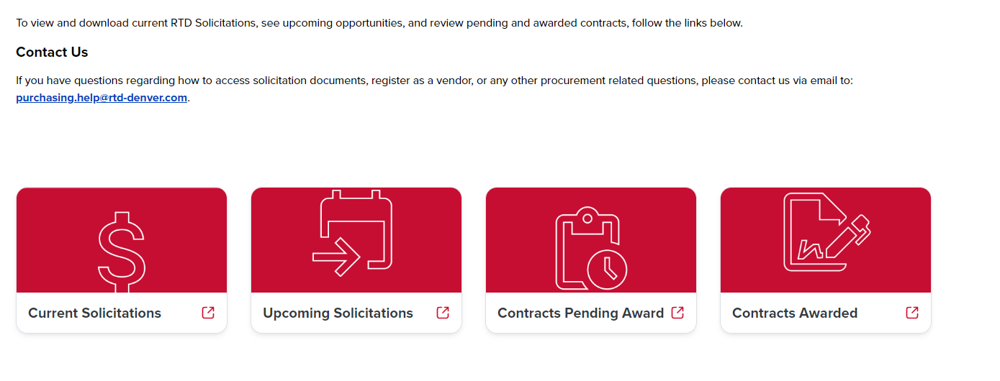 To view and download current RTD Solicitations, see upcoming opportunities, and review pending and awarded contracts, follow the links below.
Contact Us
If you have questions regarding how to access solicitation documents, register as a vendor, or any other procurement related questions, please contact us via email to:
purchasing.help@rtd-denver.com.
Current Solicitations
Upcoming Solicitations
Contracts Pending Award
Contracts Awarded